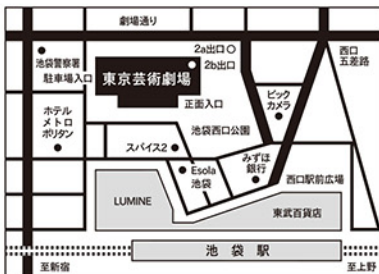 劇場通り
池袋警察署
駐車場入口
2a出口
2b出口
西口
五差路
東京芸術劇場
正面入口
ビック
カメラ
ホテル
メトロ
ポリタン
池袋西口公園
スパイス2
Esola
池袋
みずほ
銀行
西口駅前広場
LUMINE
東武百貨店
池袋駅
至新宿
至上野